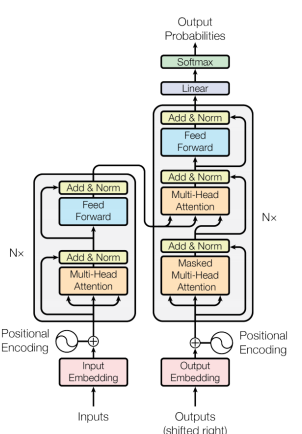 Output
Probabilities
Softmax
Linear
Add & Norm
Feed
Forward
Add & Norm
Multi-Head
Attention
Add & Norm
Masked
Multi-Head
Attention
N×
Add & Norm
Feed
Forward
Add & Norm
Multi-Head
Attention
N×
Positional
Encoding
Positional
Encoding
Input
Embedding
Output
Embedding
Inputs
Outputs
(shifted right)